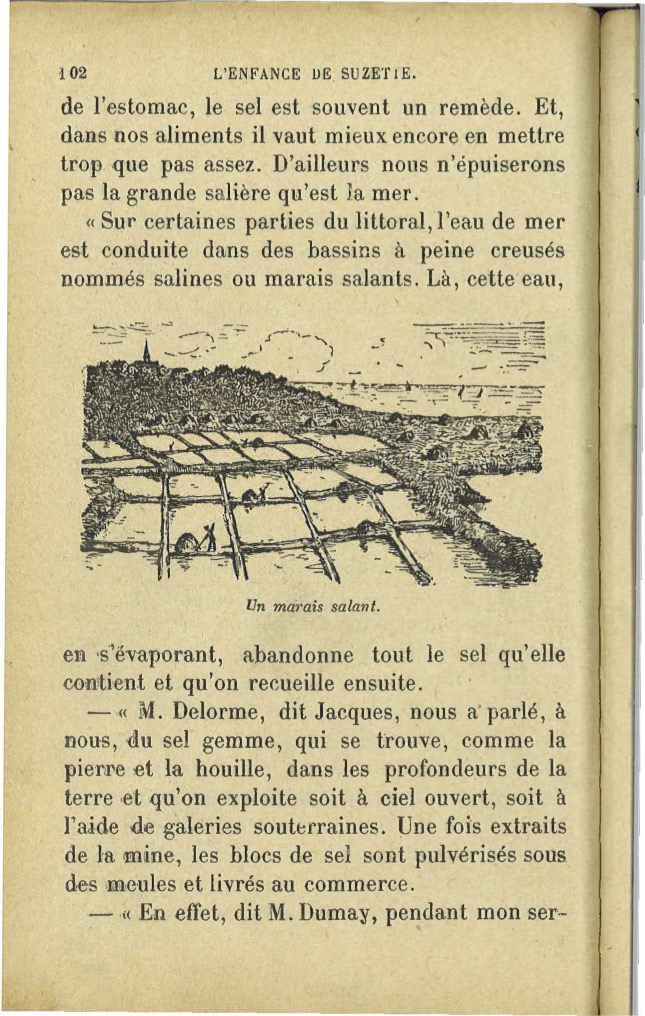 102 L'ENFANCE DE SUZETTE.
de l'estomac, le sel est souvent un remède. Et,
dans nos aliments il vaut mieux encore en mettre
trop que pas assez. D'ailleurs nous n'épuiserons
pas la grande salière qu'est la mer.
« Sur certaines parties du littoral, l'eau de mer
est conduite dans des bassins à peine creusés
nommés salines ou marais salants. Là, cette eau,
Un marais salant.
en s'évaporant, abandonne tout le sel qu'elle
contient et qu'on recueille ensuite.
— « M. Delorme, dit Jacques, nous a parlé, à
nous, du sel gemme, qui se trouve, comme la
pierre et la houille, dans les profondeurs de la
terre et qu'on exploite soit à ciel ouvert, soit à
l'aide de galeries souterraines. Une fois extraits
de la mine, les blocs de sel sont pulvérisés sous
des meules et livrés au commerce.
— « En effet, dit M. Dumay, pendant mon ser-